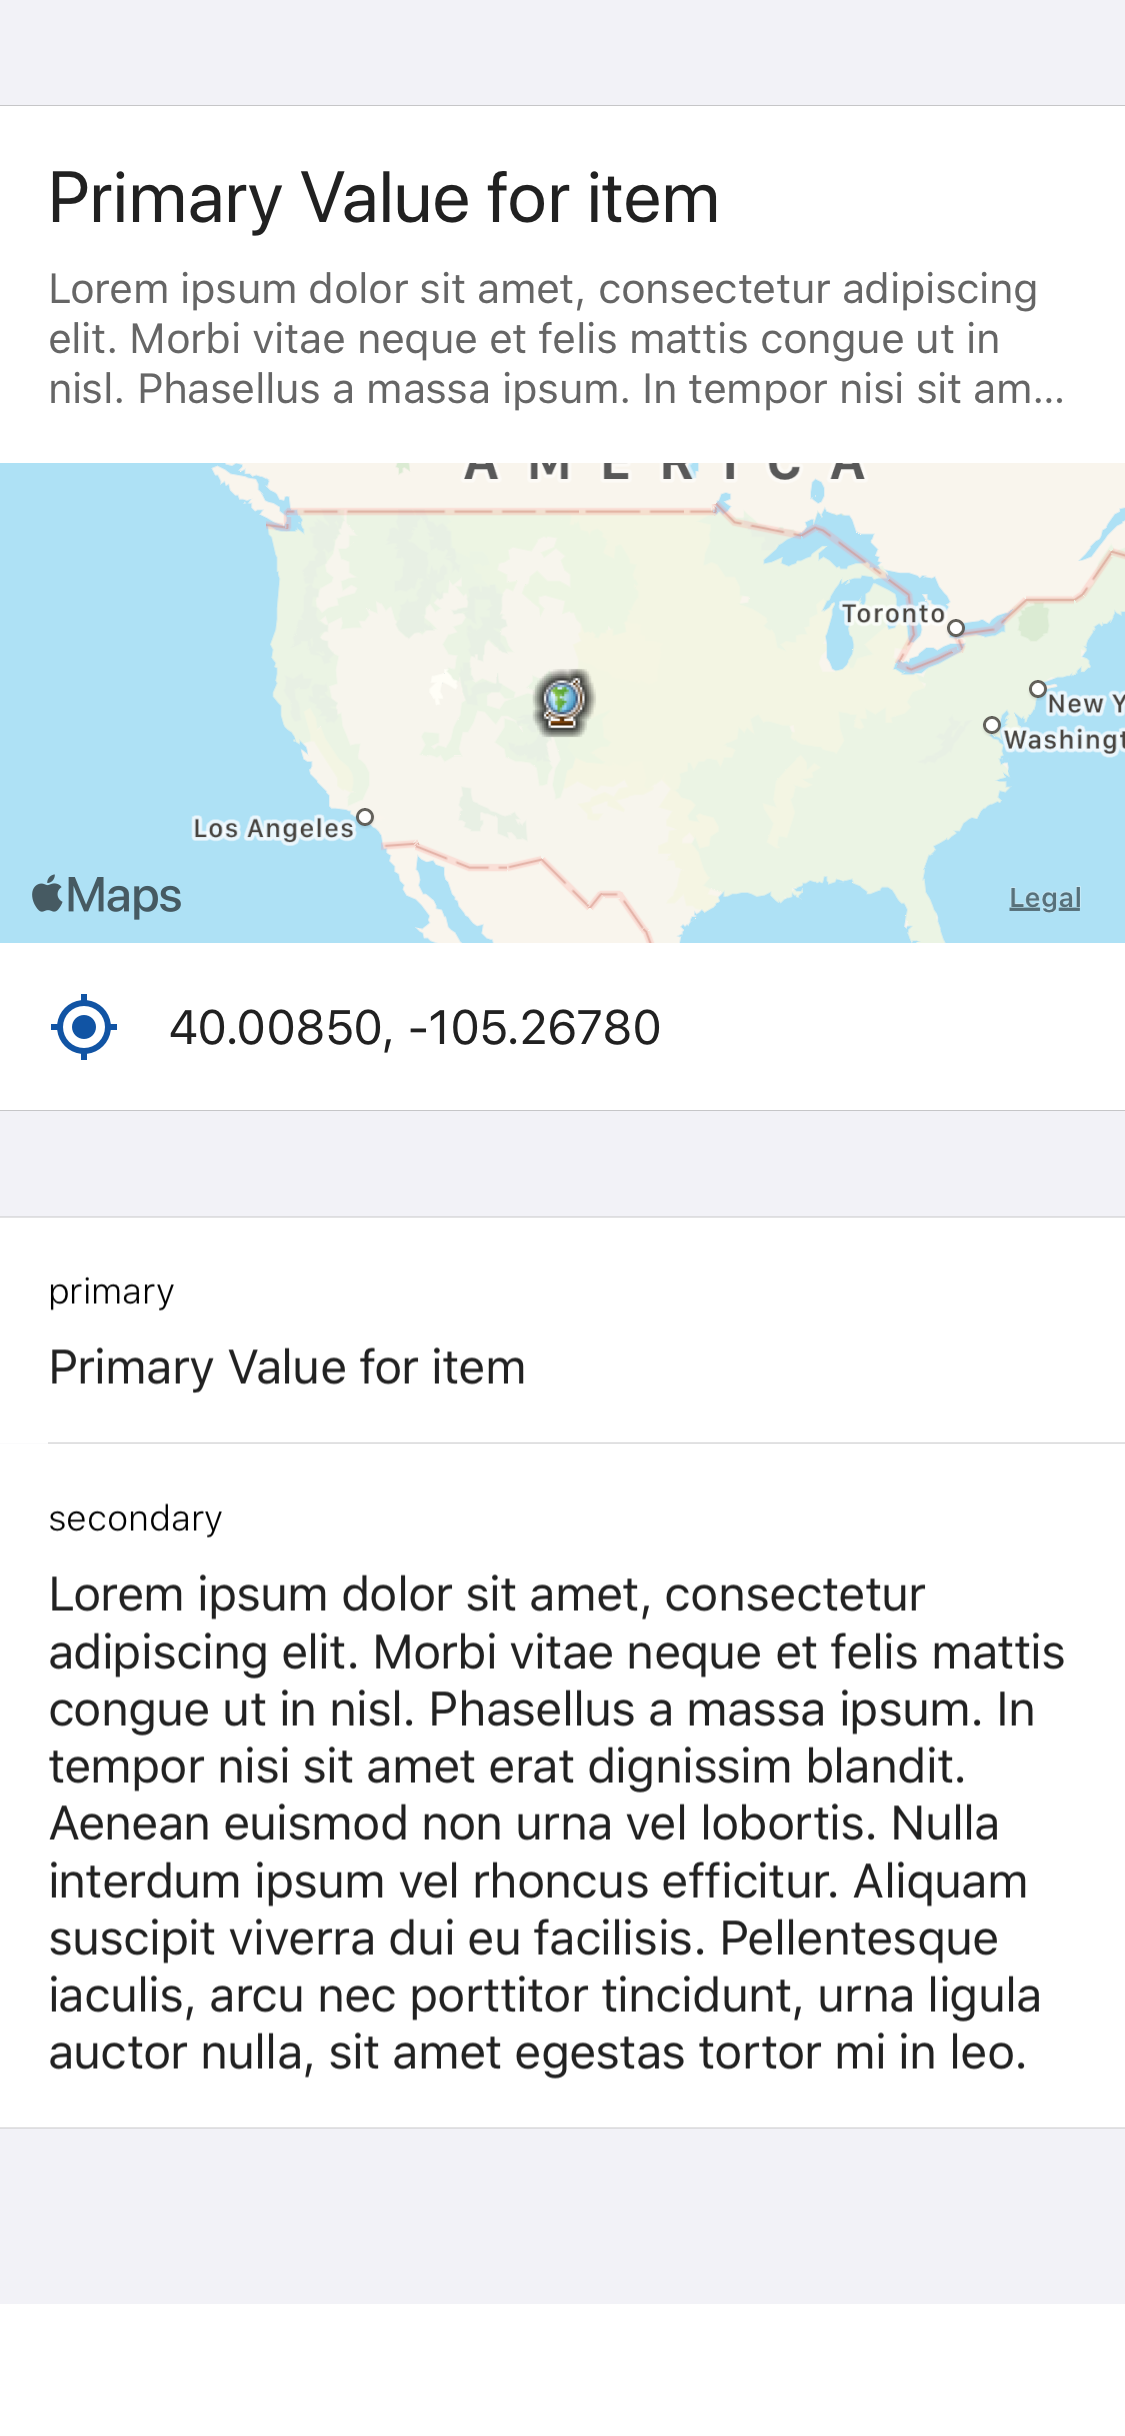 Primary Value for item
Lorem ipsum dolor sit amet, consectetur adipiscing
elit. Morbi vitae neque et felis mattis congue ut in
nisl. Phasellus a massa ipsum. In tempor nisi sit am...
AMERICA
Toronto
New Y
Washingt
Los Angeles
Maps
Legal
40.00850, -105.26780
primary
Primary Value for item
secondary
Lorem ipsum dolor sit amet, consectetur
adipiscing elit. Morbi vitae neque et felis mattis
congue ut in nisl. Phasellus a massa ipsum. In
tempor nisi sit amet erat dignissim blandit.
Aenean euismod non urna vel lobortis. Nulla
interdum ipsum vel rhoncus efficitur. Aliquam
suscipit viverra dui eu facilisis. Pellentesque
iaculis, arcu nec porttitor tincidunt, urna ligula
auctor nulla, sit amet egestas tortor mi in leo.